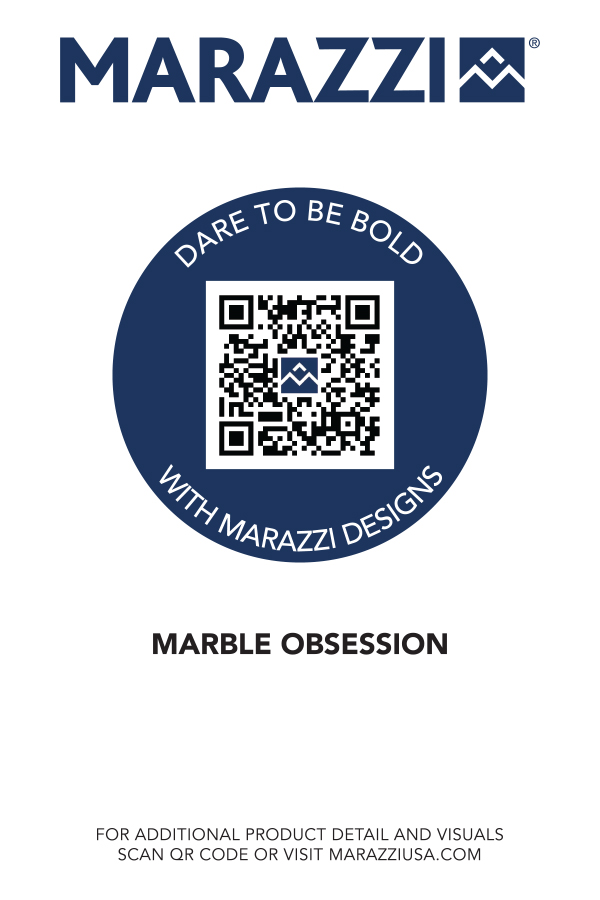 MARAZZI®
DARE TO BE BOLD
WITH MARAZZI DESIGNS
MARBLE OBSESSION
FOR ADDITIONAL PRODUCT DETAIL AND VISUALS
SCAN QR CODE OR VISIT MARAZZIUSA.COM